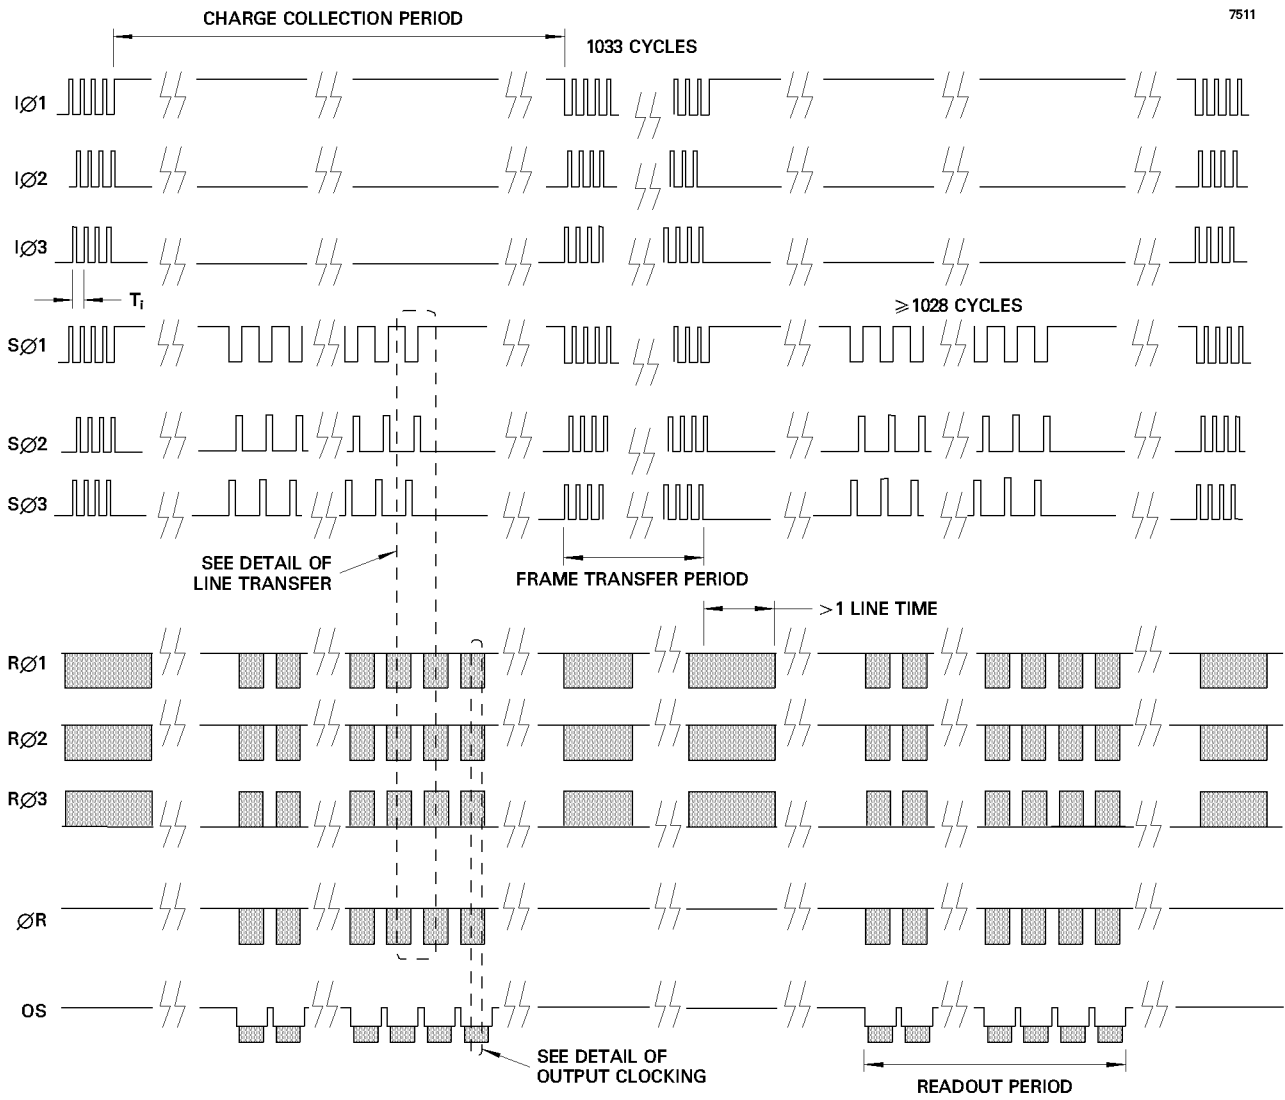 7511
CHARGE COLLECTION PERIOD
1033 CYCLES
IØ1
IØ2
IØ3
Ti
⩾1028 CYCLES
SØ1
SØ2
SØ3
SEE DETAIL OF
LINE TRANSFER
FRAME TRANSFER PERIOD
>1 LINE TIME
RØ1
RØ2
RØ3
ØR
OS
SEE DETAIL OF
OUTPUT CLOCKING
READOUT PERIOD